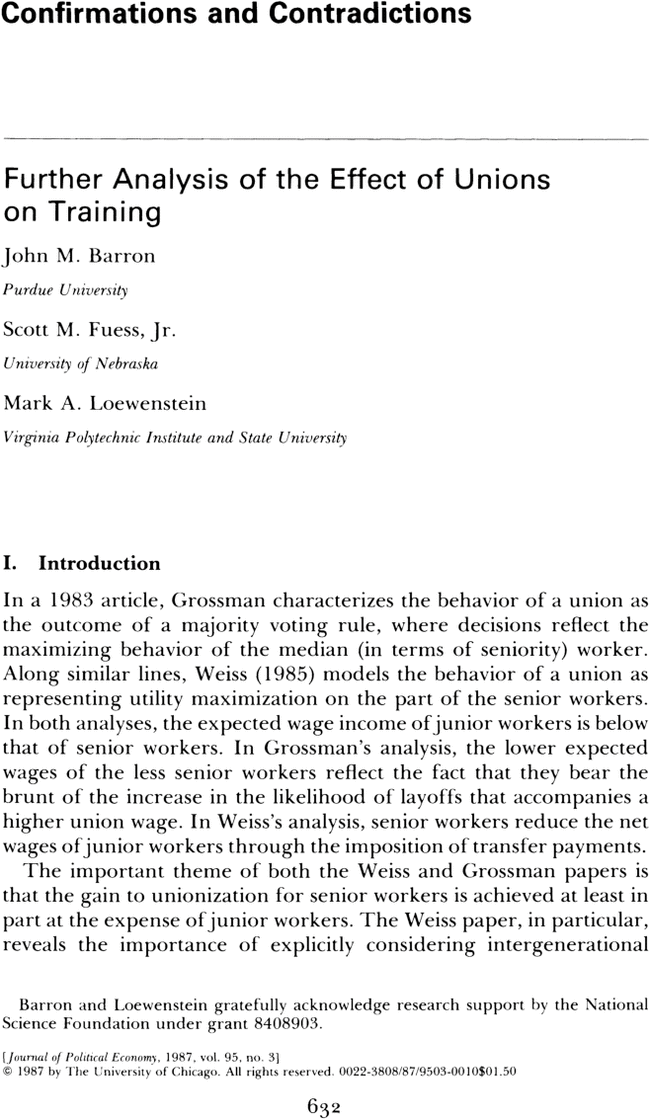 Confirmations and Contradictions
Further Analysis of the Effect of Unions
on Training
John M. Barron
Purdue University
Scott M. Fuess, Jr.
University of Nebraska
Mark A. Loewenstein
Virginia Polytechnic Institute and State University
I. Introduction
In a 1983 article, Grossman characterizes the behavior of a union as
the outcome of a majority voting rule, where decisions reflect the
maximizing behavior of the median (in terms of seniority) worker.
Along similar lines, Weiss (1985) models the behavior of a union as
representing utility maximization on the part of the senior workers.
In both analyses, the expected wage income of junior workers is below
that of senior workers. In Grossman's analysis, the lower expected
wages of the less senior workers reflect the fact that they bear the
brunt of the increase in the likelihood of layoffs that accompanies a
higher union wage. In Weiss's analysis, senior workers reduce the net
wages of junior workers through the imposition of transfer payments.
The important theme of both the Weiss and Grossman papers is
that the gain to unionization for senior workers is achieved at least in
part at the expense of junior workers. The Weiss paper, in particular,
reveals the importance of explicitly considering intergenerational
Barron and Loewenstein gratefully acknowledge research support by the National
Science Foundation under grant 8408903.
[Journal of Political Economy, 1987, vol. 95, no. 3]
© 1987 by The University of Chicago. All rights reserved. 0022-3808/87/9503-0010$01.50
632